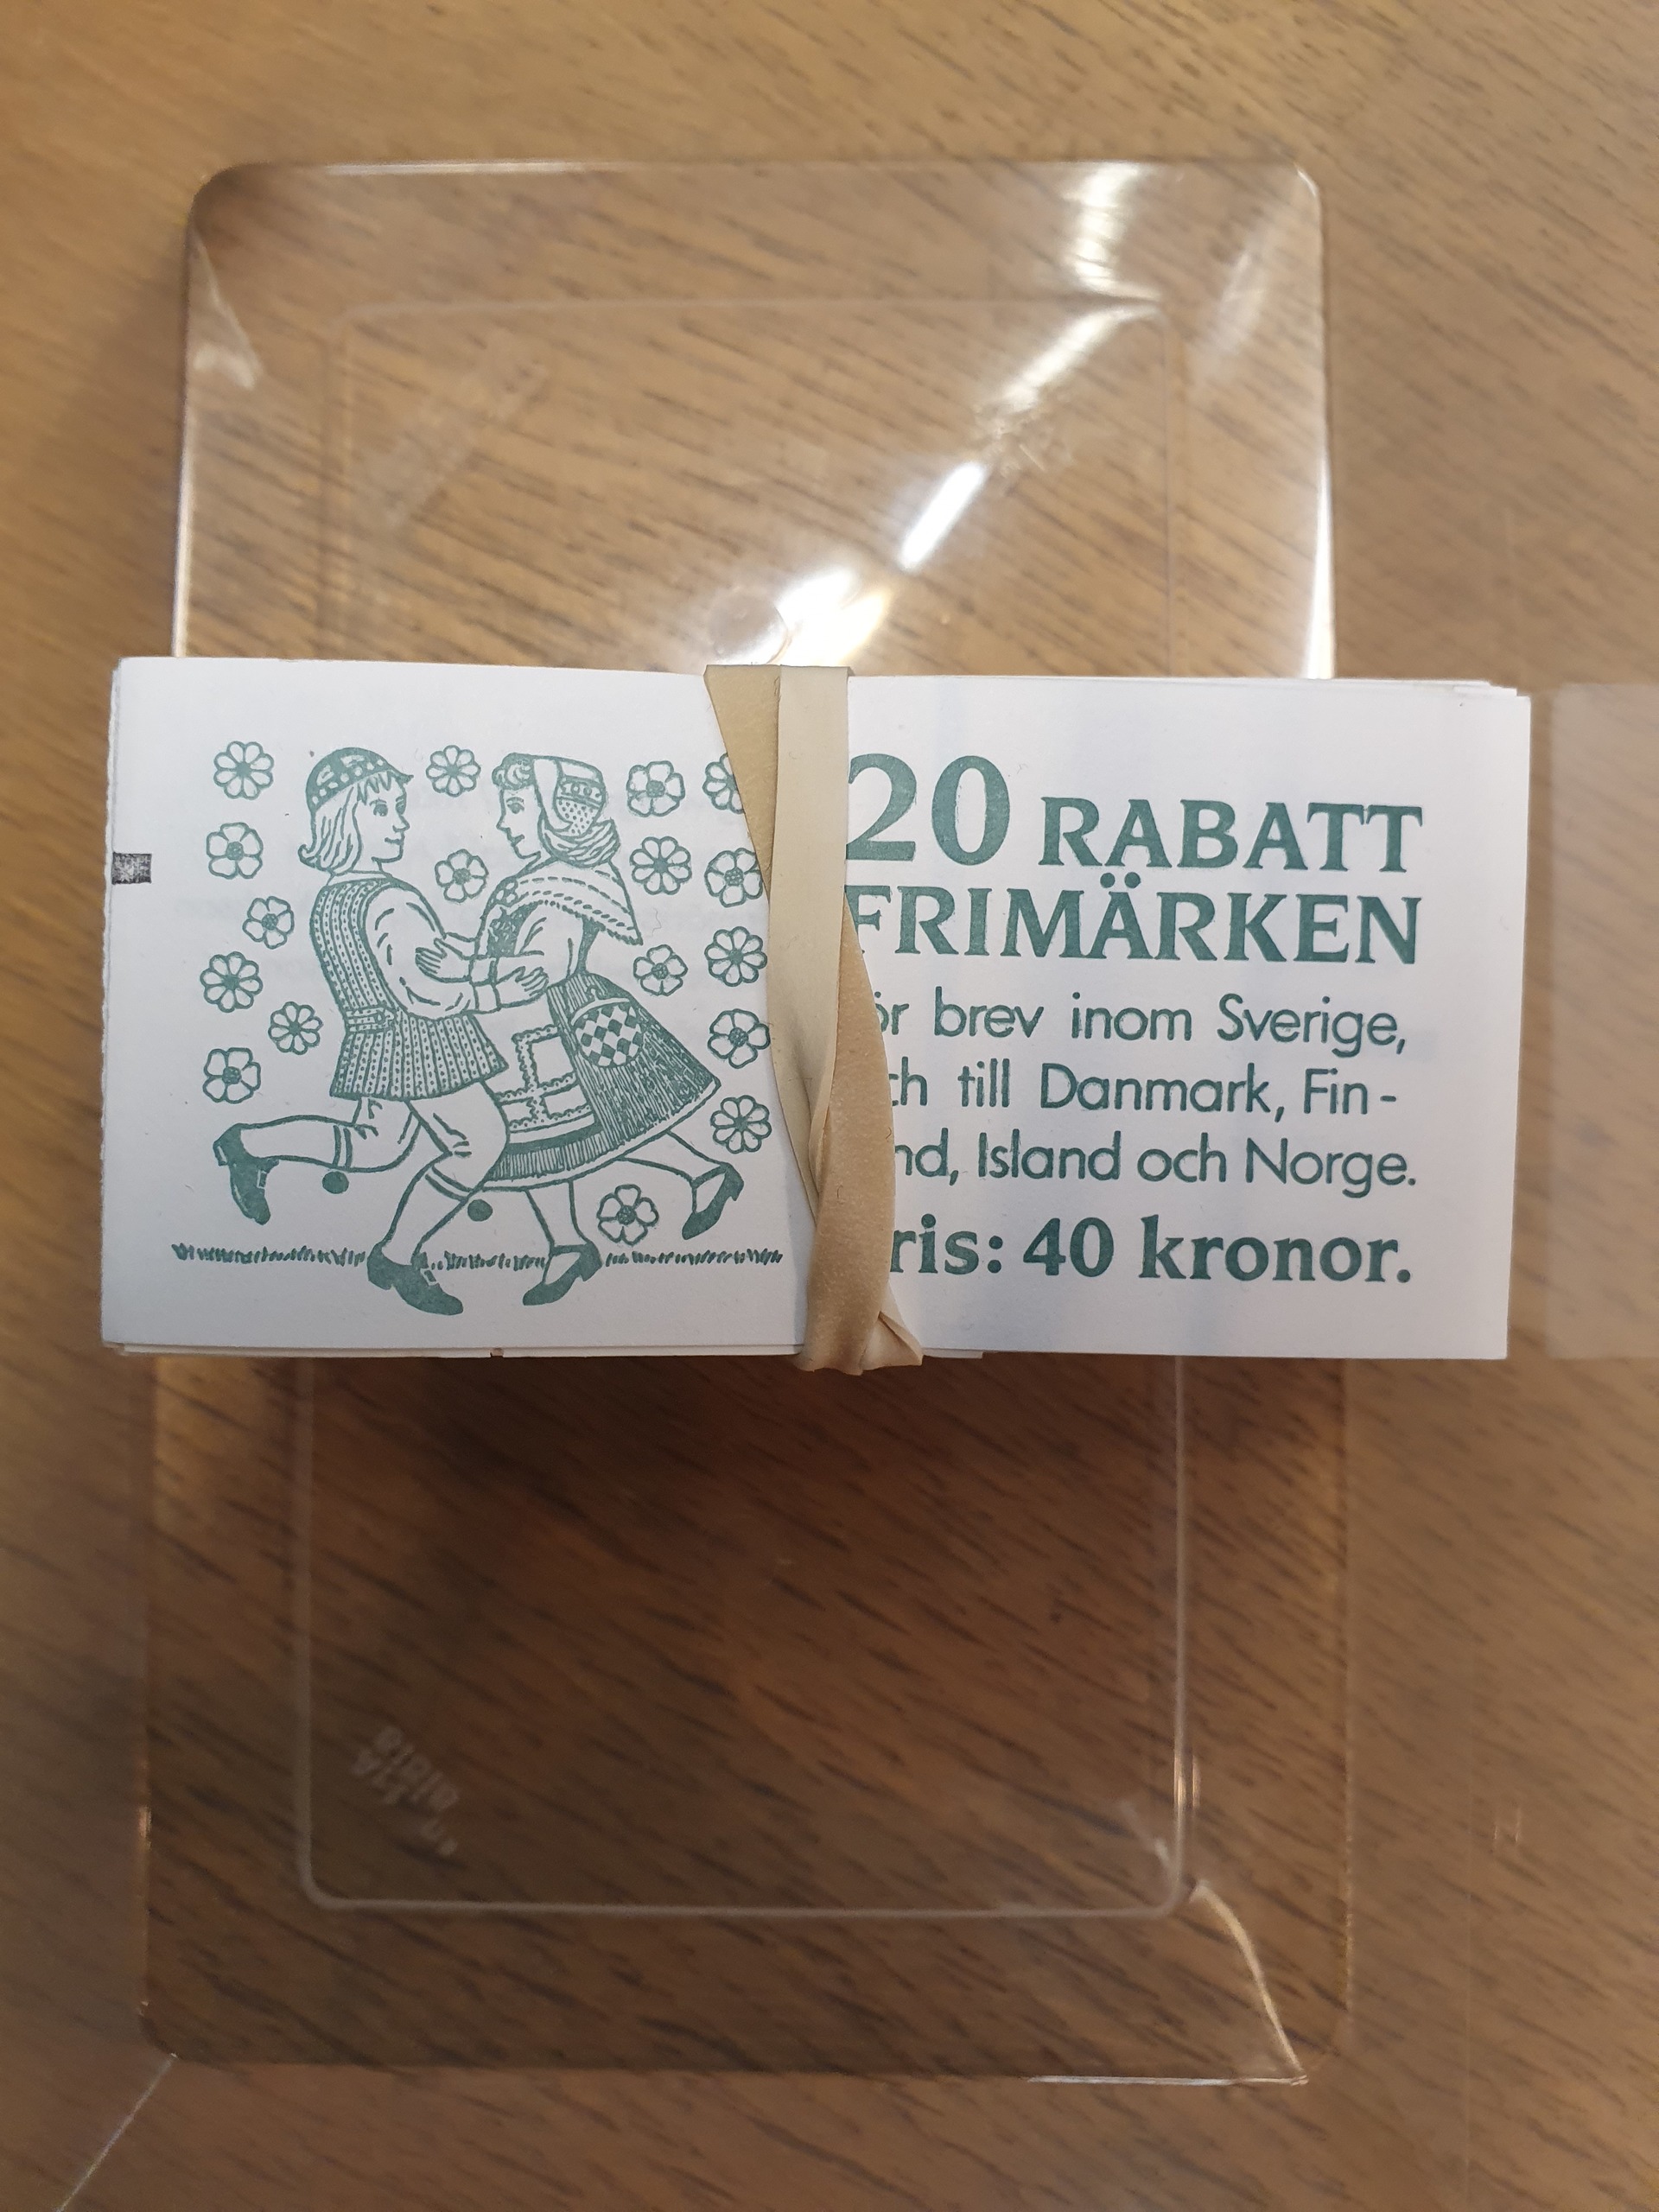 20 RABATT
FRIMÄRKEN
ör brev inom Sverige,
ch till Danmark, Fin-
nd, Island och Norge.
ris: 40 kronor.